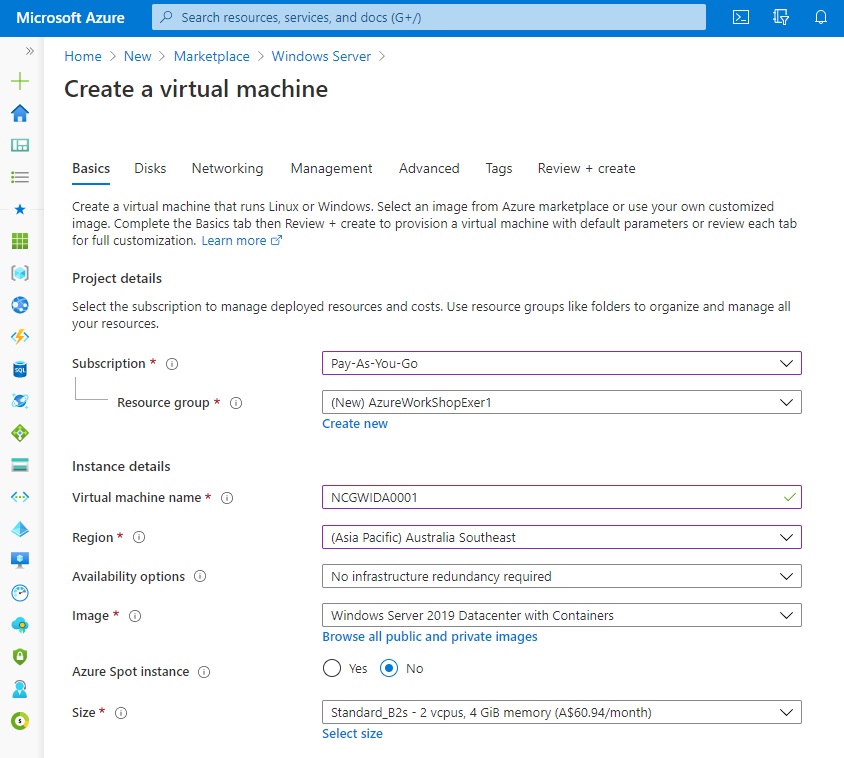 Microsoft Azure
Search resources, services, and docs (G+/)
Home > New > Marketplace > Windows Server >
Create a virtual machine
Basics Disks Networking Management Advanced Tags Review + create
Create a virtual machine that runs Linux or Windows. Select an image from Azure marketplace or use your own customized
image. Complete the Basics tab then Review + create to provision a virtual machine with default parameters or review each tab
for full customization. Learn more
Project details
Select the subscription to manage deployed resources and costs. Use resource groups like folders to organize and manage all
your resources.
Subscription * Pay-As-You-Go
Resource group * (New) AzureWorkShopExer1
Create new
Instance details
Virtual machine name * NCGWIDA0001
Region * (Asia Pacific) Australia Southeast
Availability options No infrastructure redundancy required
Image * Windows Server 2019 Datacenter with Containers
Browse all public and private images
Azure Spot instance Yes No
Size * Standard_B2s - 2 vcpus, 4 GiB memory (A$60.94/month)
Select size
SQL